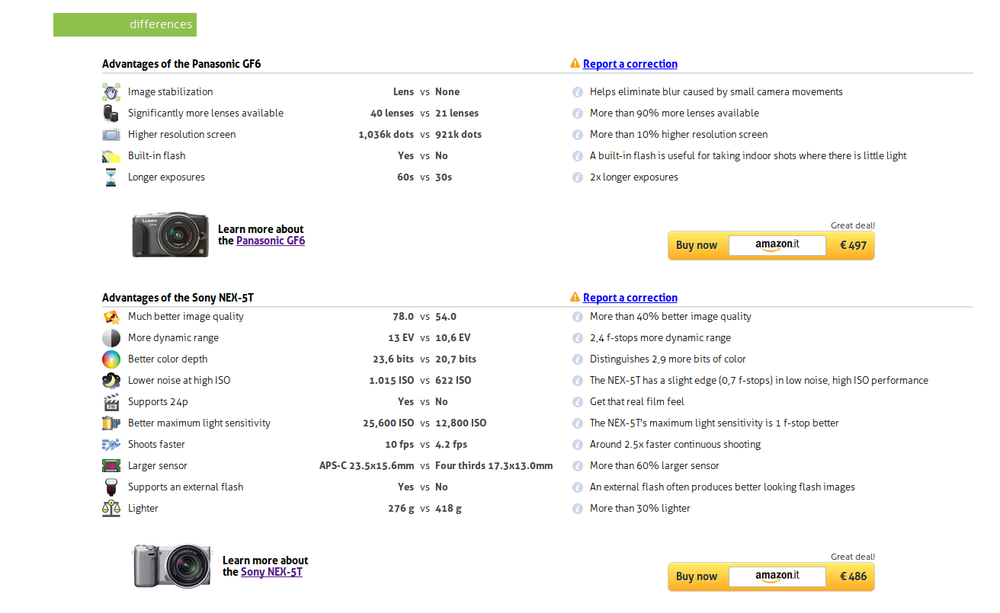 differences
Advantages of the Panasonic GF6 Report a correction
Image stabilization Lens vs None Helps eliminate blur caused by small camera movements
Significantly more lenses available 40 lenses vs 21 lenses More than 90% more lenses available
Higher resolution screen 1,036k dots vs 921k dots More than 10% higher resolution screen
Built-in flash Yes vs No A built-in flash is useful for taking indoor shots where there is little light
Longer exposures 60s vs 30s 2x longer exposures
LUMIX
Learn more about
the Panasonic GF6
Great deal!
Buy now amazon.it € 497
Advantages of the Sony NEX-5T Report a correction
Much better image quality 78.0 vs 54.0 More than 40% better image quality
More dynamic range 13 EV vs 10,6 EV 2,4 f-stops more dynamic range
Better color depth 23,6 bits vs 20,7 bits Distinguishes 2,9 more bits of color
Lower noise at high ISO 1.015 ISO vs 622 ISO The NEX-5T has a slight edge (0,7 f-stops) in low noise, high ISO performance
Supports 24p Yes vs No Get that real film feel
Better maximum light sensitivity 25,600 ISO vs 12,800 ISO The NEX-5T's maximum light sensitivity is 1 f-stop better
Shoots faster 10 fps vs 4.2 fps Around 2.5x faster continuous shooting
Larger sensor APS-C 23.5x15.6mm vs Four thirds 17.3x13.0mm More than 60% larger sensor
Supports an external flash Yes vs No An external flash often produces better looking flash images
Lighter 276 g vs 418 g More than 30% lighter
Learn more about
the Sony NEX-5T
Great deal!
Buy now amazon.it € 486